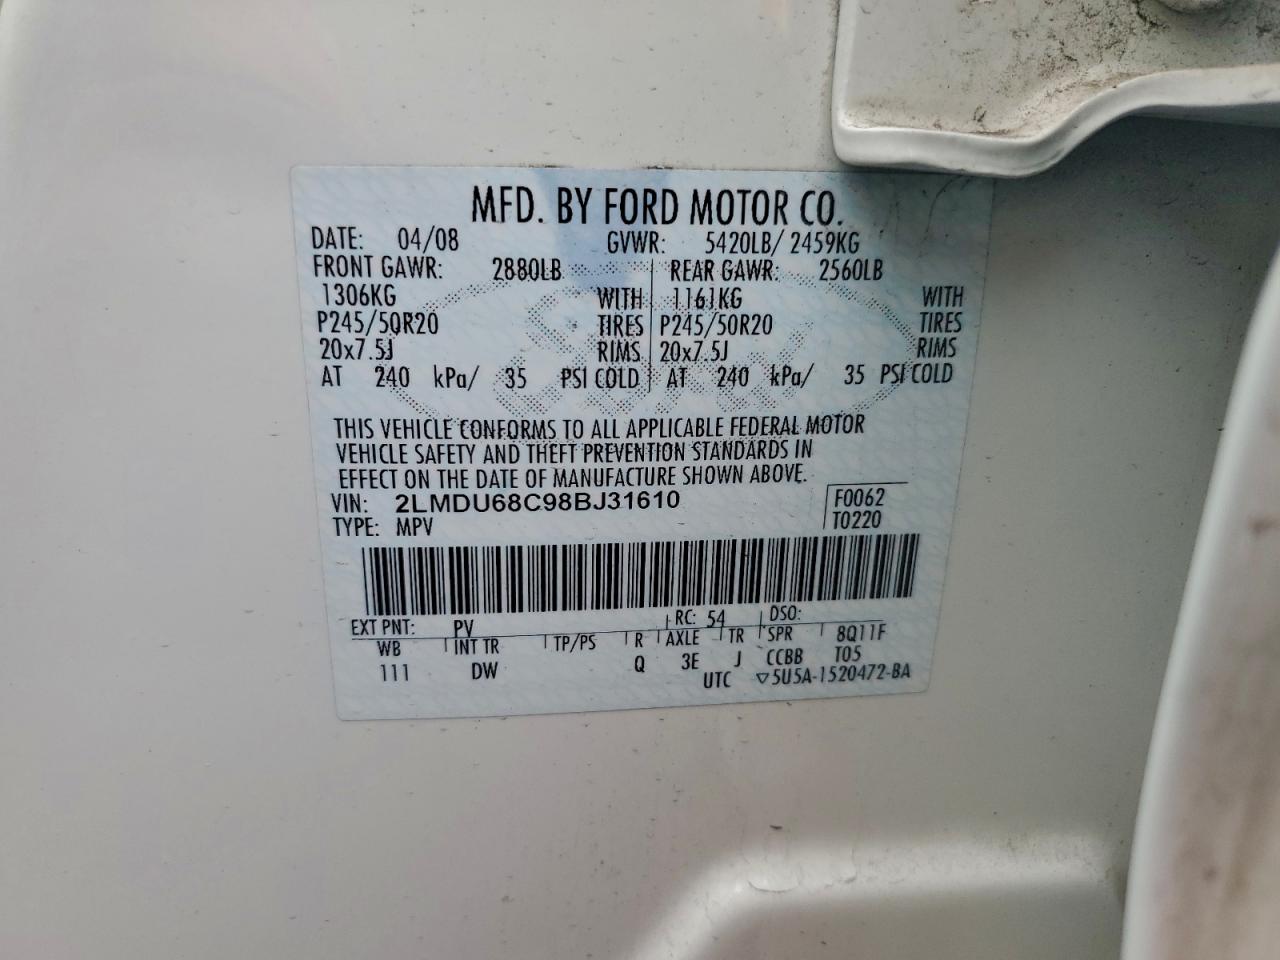 MFD. BY FORD MOTOR CO.
DATE: 04/08 GVWR: 5420LB/ 2459KG
FRONT GAWR: 2880LB REAR GAWR: 2560LB
1306KG WITH 1161KG WITH
P245/50R20 TIRES P245/50R20 TIRES
20x7.5J RIMS 20x7.5J RIMS
AT 240 kPa/ 35 PSI COLD AT 240 kPa/ 35 PSI COLD
THIS VEHICLE CONFORMS TO ALL APPLICABLE FEDERAL MOTOR
VEHICLE SAFETY AND THEFT PREVENTION STANDARDS IN
EFFECT ON THE DATE OF MANUFACTURE SHOWN ABOVE.
VIN: 2LMDU68C98BJ31610 F0062
TYPE: MPV T0220
EXT PNT: PV RC: 54 DSO:
WB INT TR TP/PS R AXLE TR SPR 8Q11F
111 DW Q 3E J CCBB T05
UTC ▽5U5A-1520472-BA